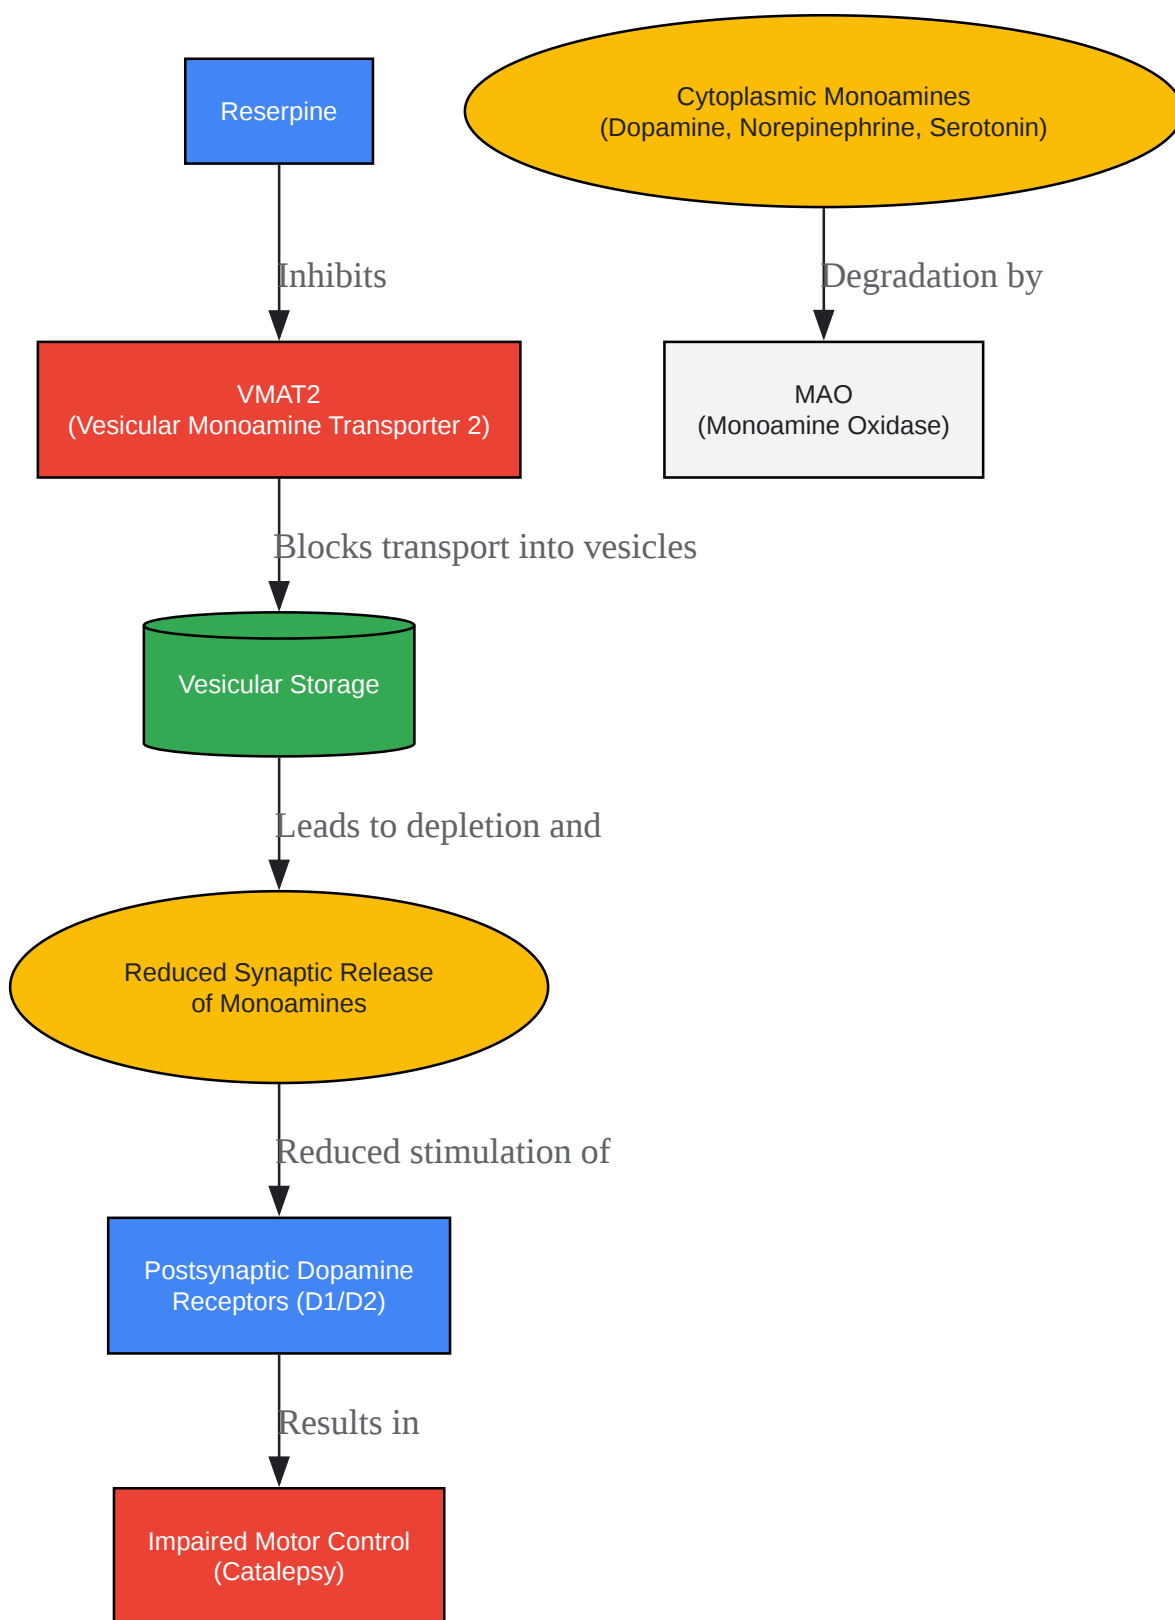 Reserpine
Cytoplasmic Monoamines
(Dopamine, Norepinephrine, Serotonin)
Inhibits
Degradation by
VMAT2
(Vesicular Monoamine Transporter 2)
MAO
(Monoamine Oxidase)
Blocks transport into vesicles
Vesicular Storage
Leads to depletion and
Reduced Synaptic Release
of Monoamines
Reduced stimulation of
Postsynaptic Dopamine
Receptors (D1/D2)
Results in
Impaired Motor Control
(Catalepsy)